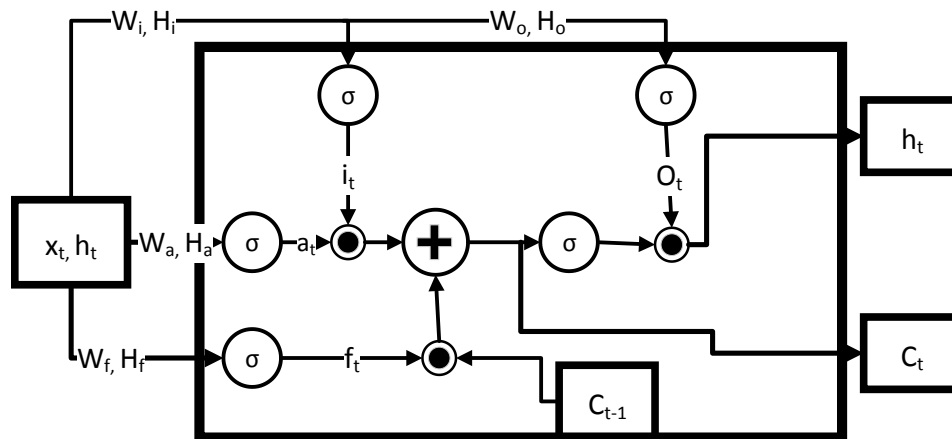 Wi, Hi
Wo, Ho
σ
σ
ht
it
Ot
xt, ht
Wa, Ha
σ
at
+
σ
Wf, Hf
σ
ft
Ct
Ct-1